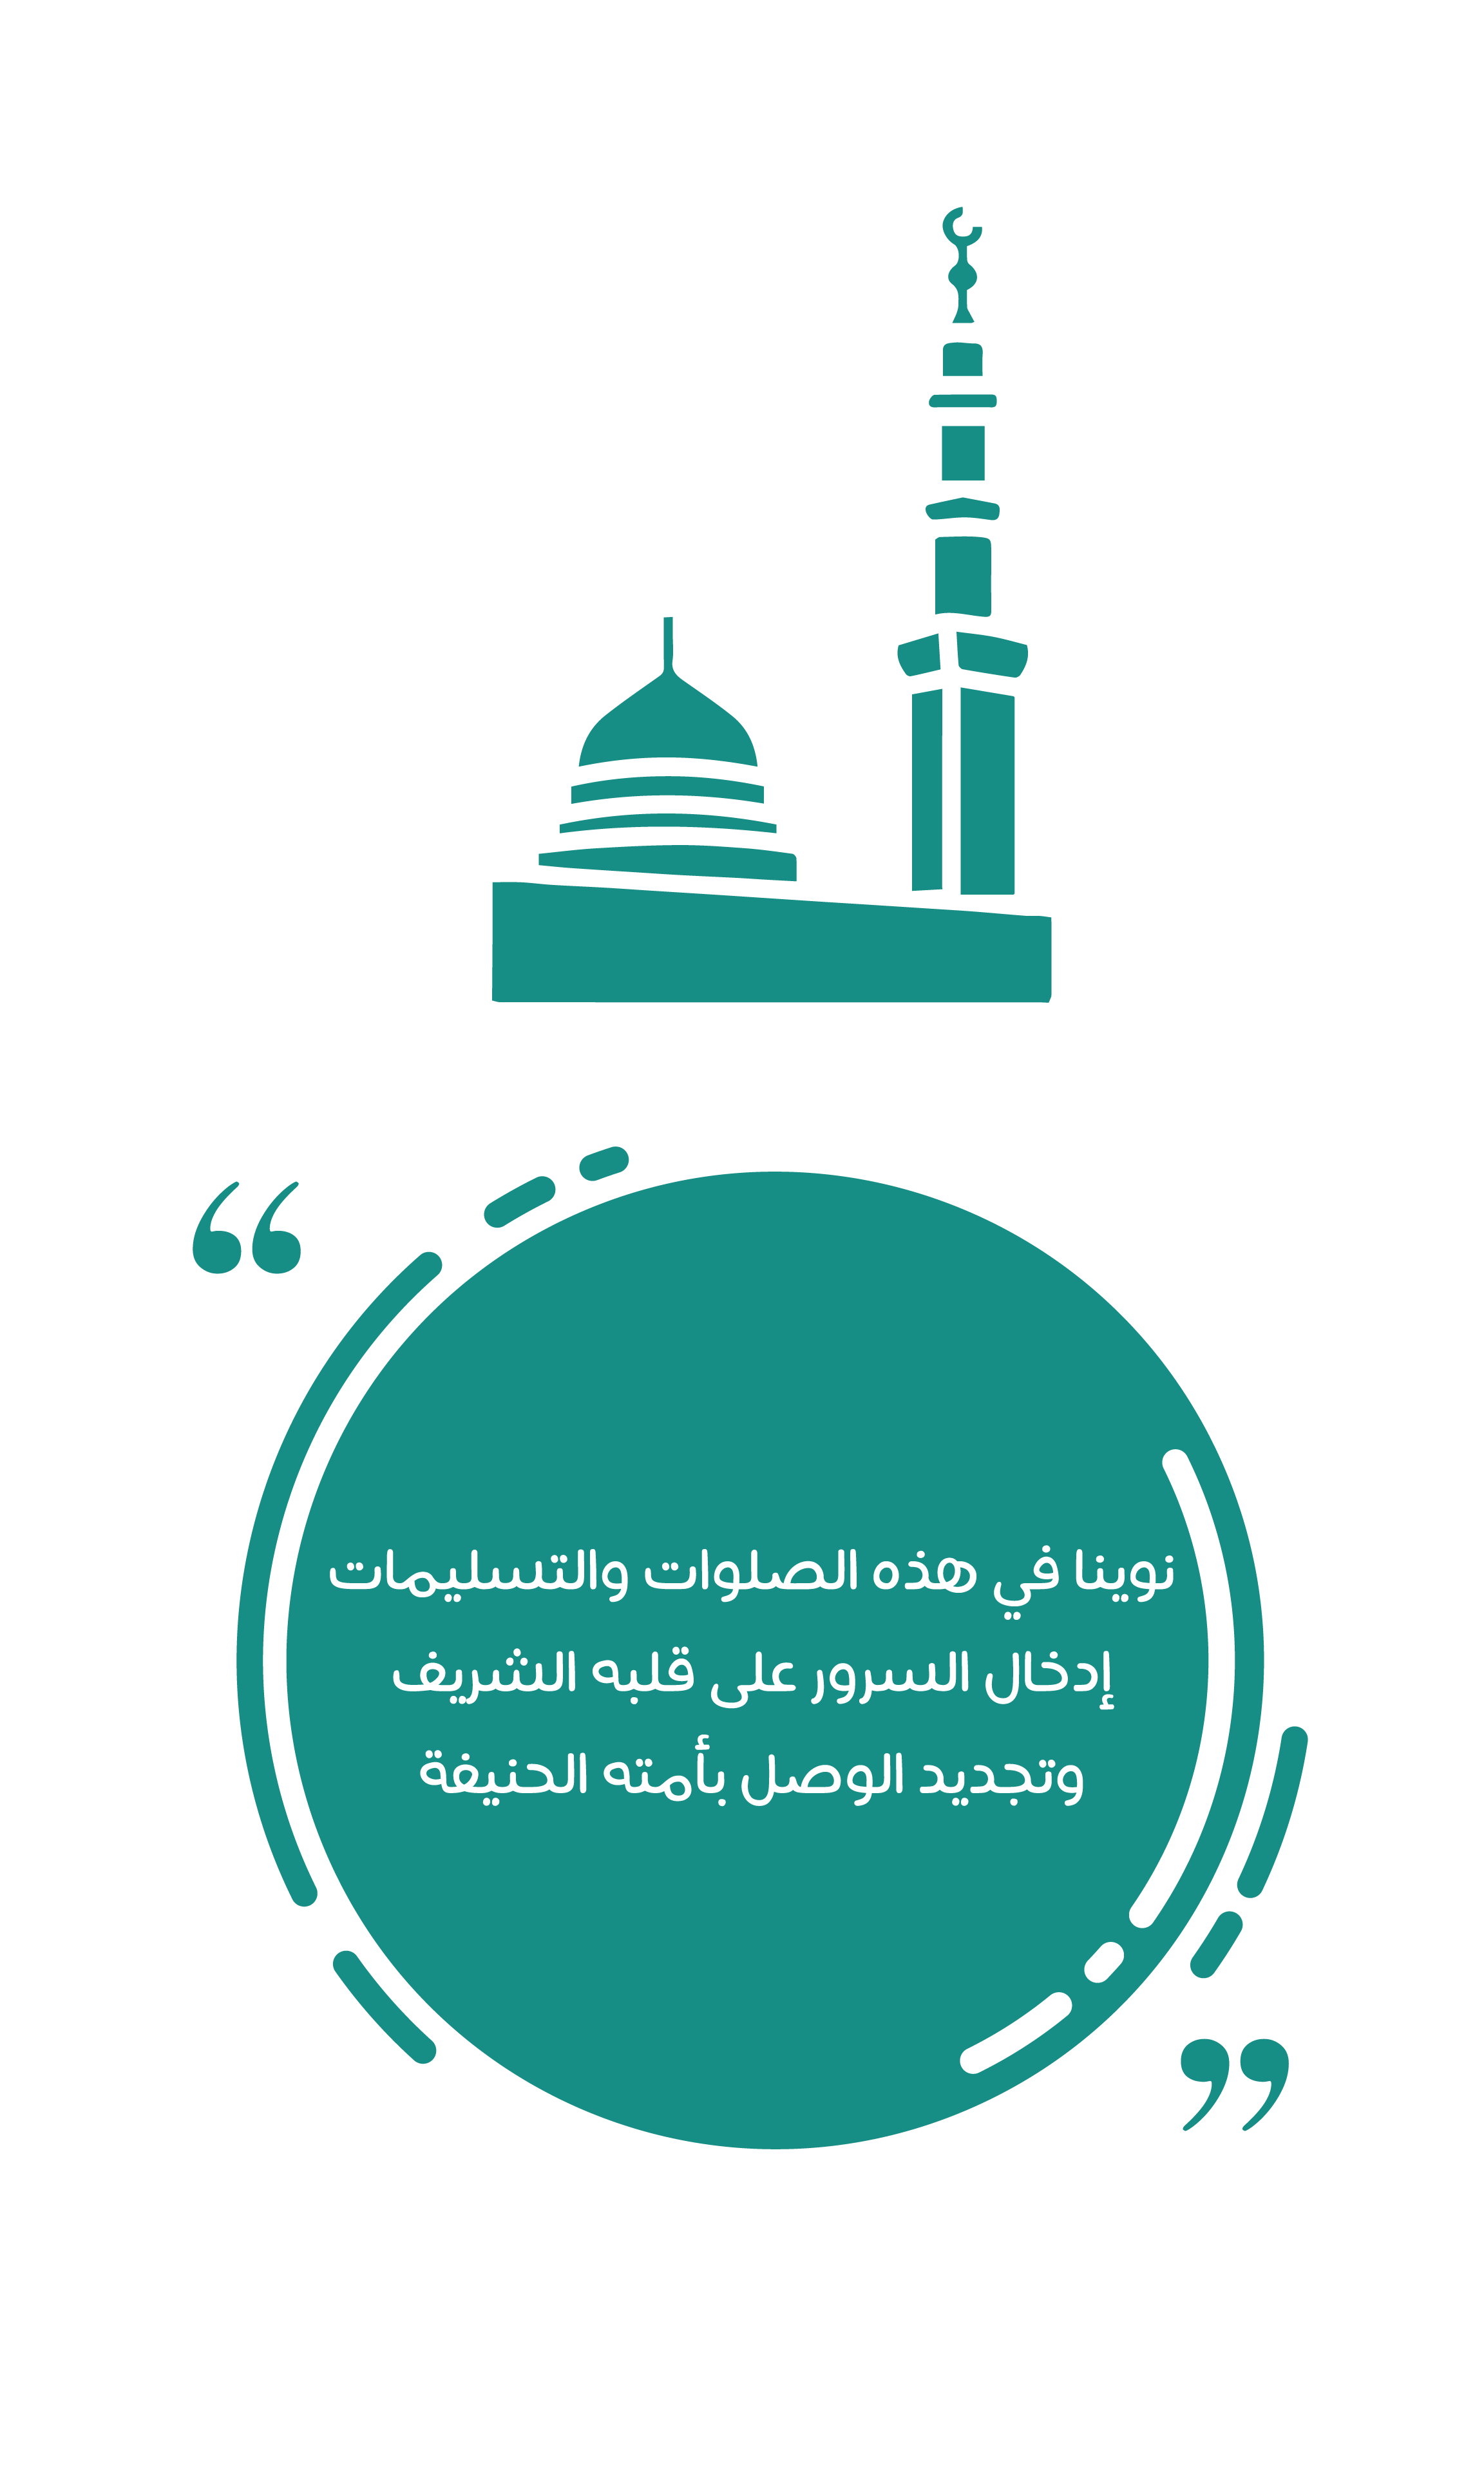 نوينا في هذه الصلوات والتسليمات
إدخال السرور على قلبه الشريف
وتجديد الوصل بأمته الحنيفة